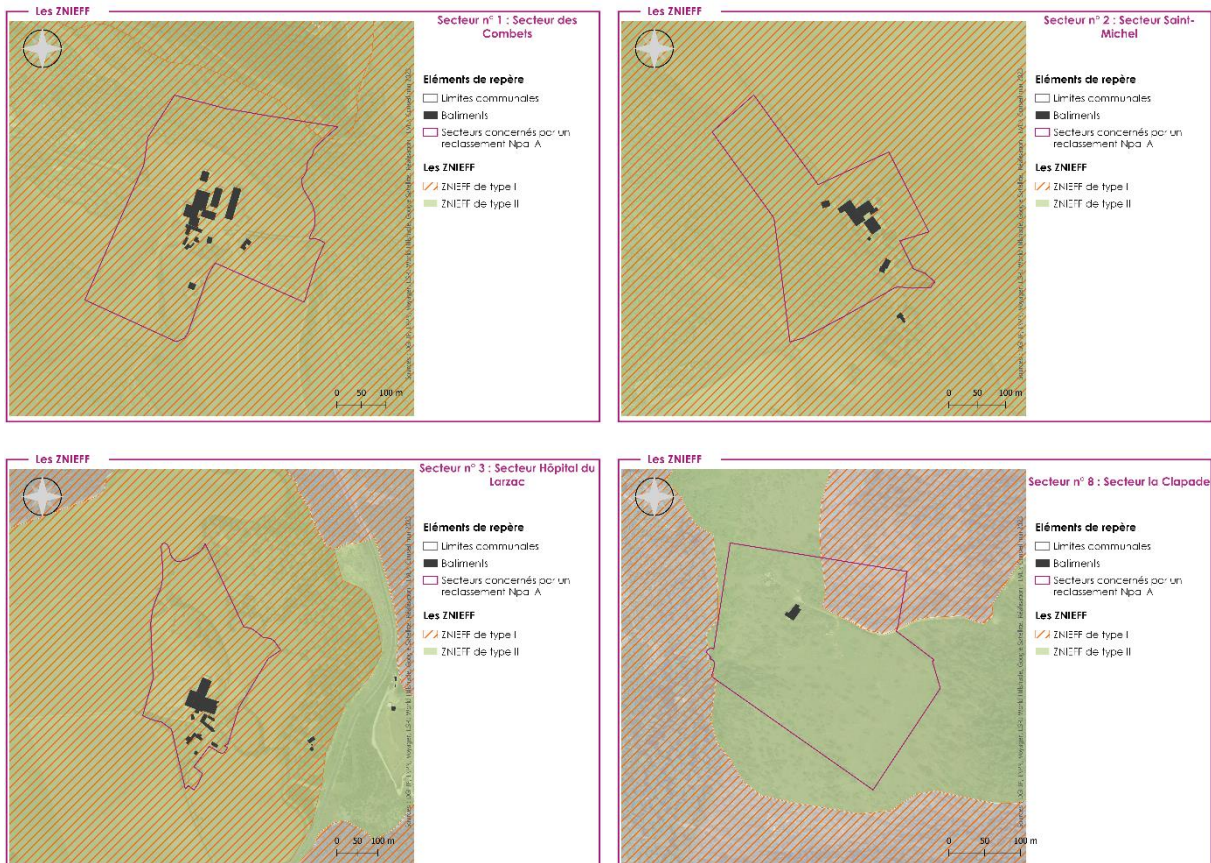 Les ZNIEFF
Secteur n° 1 : Secteur des
Combets
Eléments de repère
Limites communales
Batiments
Secteurs concernés par un
reclassement Npa A
Les ZNIEFF
ZNIEFF de type I
ZNIEFF de type II
0 50 100 m
Les ZNIEFF
Secteur n° 2 : Secteur Saint-
Michel
Eléments de repère
Limites communales
Batiments
Secteurs concernés par un
reclassement Npa A
Les ZNIEFF
ZNIEFF de type I
ZNIEFF de type II
0 50 100 m
Les ZNIEFF
Secteur n° 3 : Secteur Hôpital du
Larzac
Eléments de repère
Limites communales
Batiments
Secteurs concernés par un
reclassement Npa A
Les ZNIEFF
ZNIEFF de type I
ZNIEFF de type II
0 50 100 m
Les ZNIEFF
Secteur n° 8 : Secteur la Clapade
Eléments de repère
Limites communales
Batiments
Secteurs concernés par un
reclassement Npa A
Les ZNIEFF
ZNIEFF de type I
ZNIEFF de type II
0 50 100 m